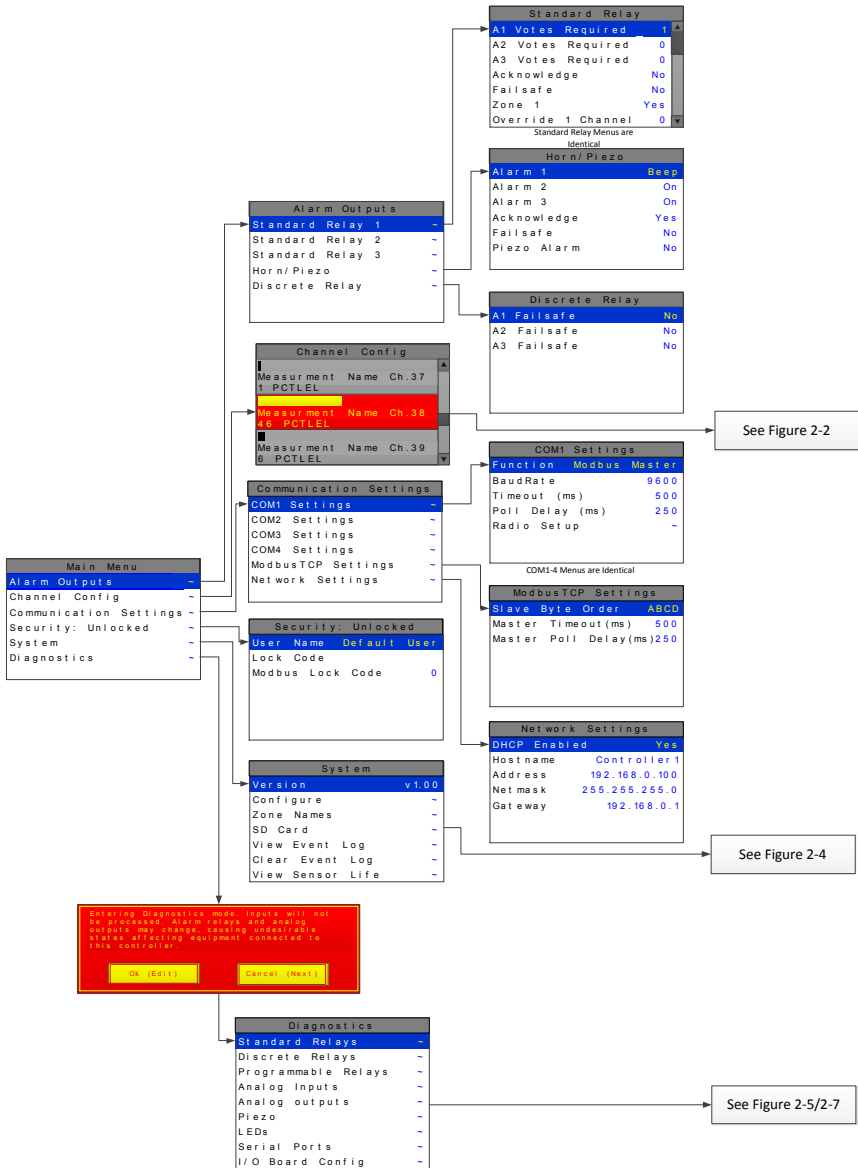 Standard Relay
A1 Votes Required 1
A2 Votes Required 0
A3 Votes Required 0
Acknowledge No
Failsafe No
Zone 1 Yes
Override 1 Channel 0
Standard Relay Menus are
Identical
Horn/Piezo
Alarm 1 Beep
Alarm 2 On
Alarm 3 On
Acknowledge Yes
Failsafe No
Piezo Alarm No
Alarm Outputs
Standard Relay 1 ~
Standard Relay 2 ~
Standard Relay 3 ~
Horn/Piezo ~
Discrete Relay ~
Discrete Relay
A1 Failsafe No
A2 Failsafe No
A3 Failsafe No
Channel Config
Measurment Name Ch.37
1 PCTLEL
Measurment Name Ch.38
46 PCTLEL
Measurment Name Ch.39
6 PCTLEL
See Figure 2-2
COM1 Settings
Function Modbus Master
BaudRate 9600
Timeout (ms) 500
Poll Delay (ms) 250
Radio Setup ~
COM1-4 Menus are Identical
Communication Settings
COM1 Settings ~
COM2 Settings ~
COM3 Settings ~
COM4 Settings ~
ModbusTCP Settings ~
Network Settings ~
Main Menu
Alarm Outputs ~
Channel Config ~
Communication Settings ~
Security: Unlocked ~
System ~
Diagnostics ~
ModbusTCP Settings
Slave Byte Order ABCD
Master Timeout(ms) 500
Master Poll Delay(ms) 250
Security: Unlocked
User Name Default User
Lock Code
Modbus Lock Code 0
Network Settings
DHCP Enabled Yes
Hostname Controller1
Address 192.168.0.100
Netmask 255.255.255.0
Gateway 192.168.0.1
System
Version v1.00
Configure ~
Zone Names ~
SD Card ~
View Event Log ~
Clear Event Log ~
View Sensor Life ~
See Figure 2-4
Entering Diagnostics mode. Inputs will not
be processed. Alarm relays and analog
outputs may change, causing undesirable
states affecting equipment connected to
this controller.
Ok (Edit) Cancel (Next)
Diagnostics
Standard Relays ~
Discrete Relays ~
Programmable Relays ~
Analog Inputs ~
Analog outputs ~
Piezo ~
LEDs ~
Serial Ports ~
I/O Board Config ~
See Figure 2-5/2-7